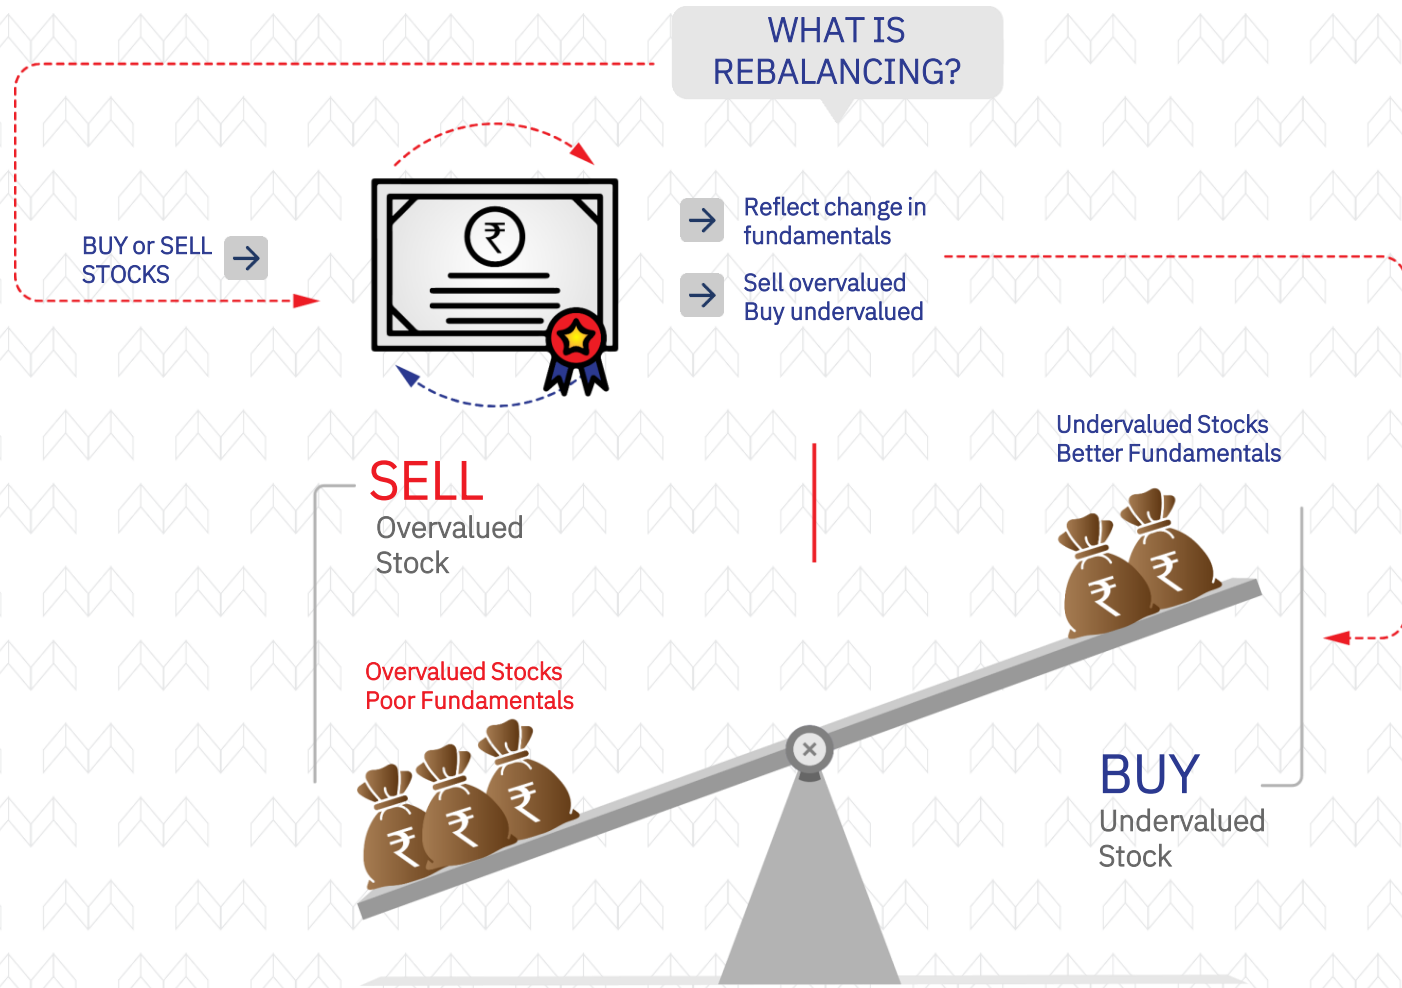 WHAT IS
REBALANCING?
BUY or SELL
STOCKS
₹
Reflect change in
fundamentals
Sell overvalued
Buy undervalued
SELL
Overvalued
Stock
Undervalued Stocks
Better Fundamentals
₹ ₹
Overvalued Stocks
Poor Fundamentals
₹ ₹ ₹
BUY
Undervalued
Stock